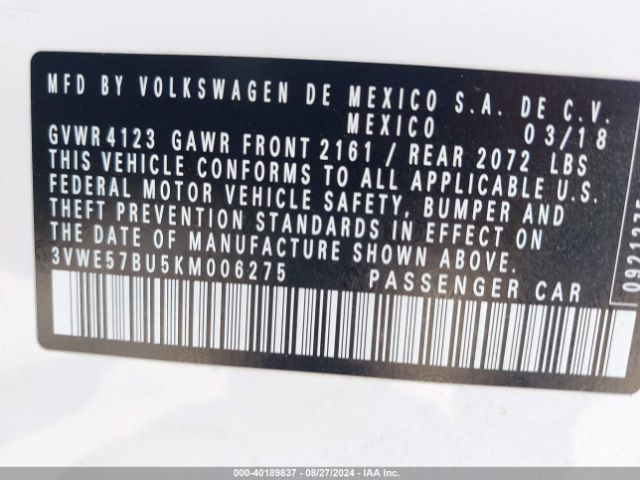 MFD BY VOLKSWAGEN DE MEXICO S.A. DE C.V.
MEXICO 03/18
GVWR 4123 GAWR FRONT 2161 / REAR 2072 LBS
THIS VEHICLE CONFORMS TO ALL APPLICABLE U.S.
FEDERAL MOTOR VEHICLE SAFETY, BUMPER AND
THEFT PREVENTION STANDARDS IN EFFECT ON
THE DATE OF MANUFACTURE SHOWN ABOVE.
3VWE57BU5KM006275 PASSENGER CAR
000-40189837 - 08/27/2024 - IAAI.COM